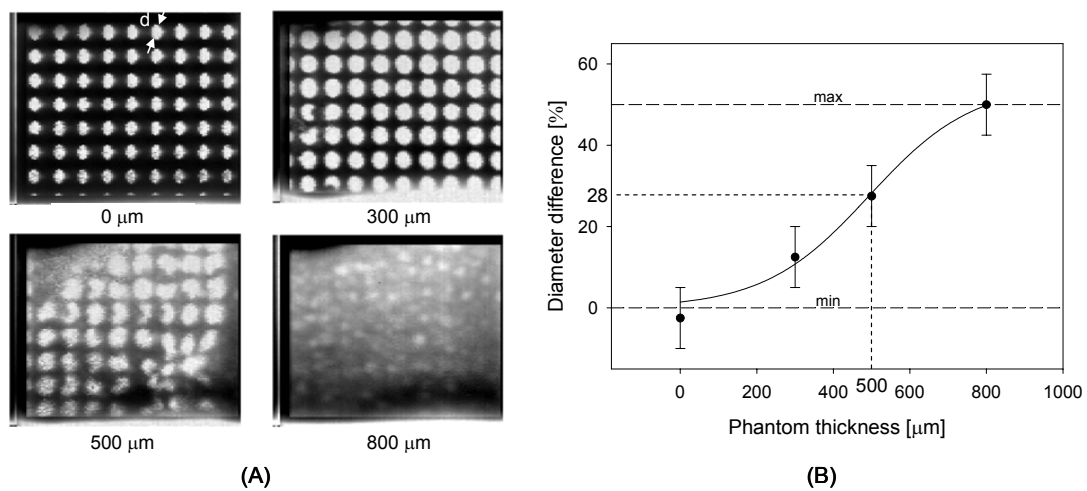 d
0 μm
300 μm
500 μm
800 μm
(A)
Diameter difference [%]
60
max
40
28
20
min
0
0
200
400
500
600
800
1000
Phantom thickness [μm]
(B)